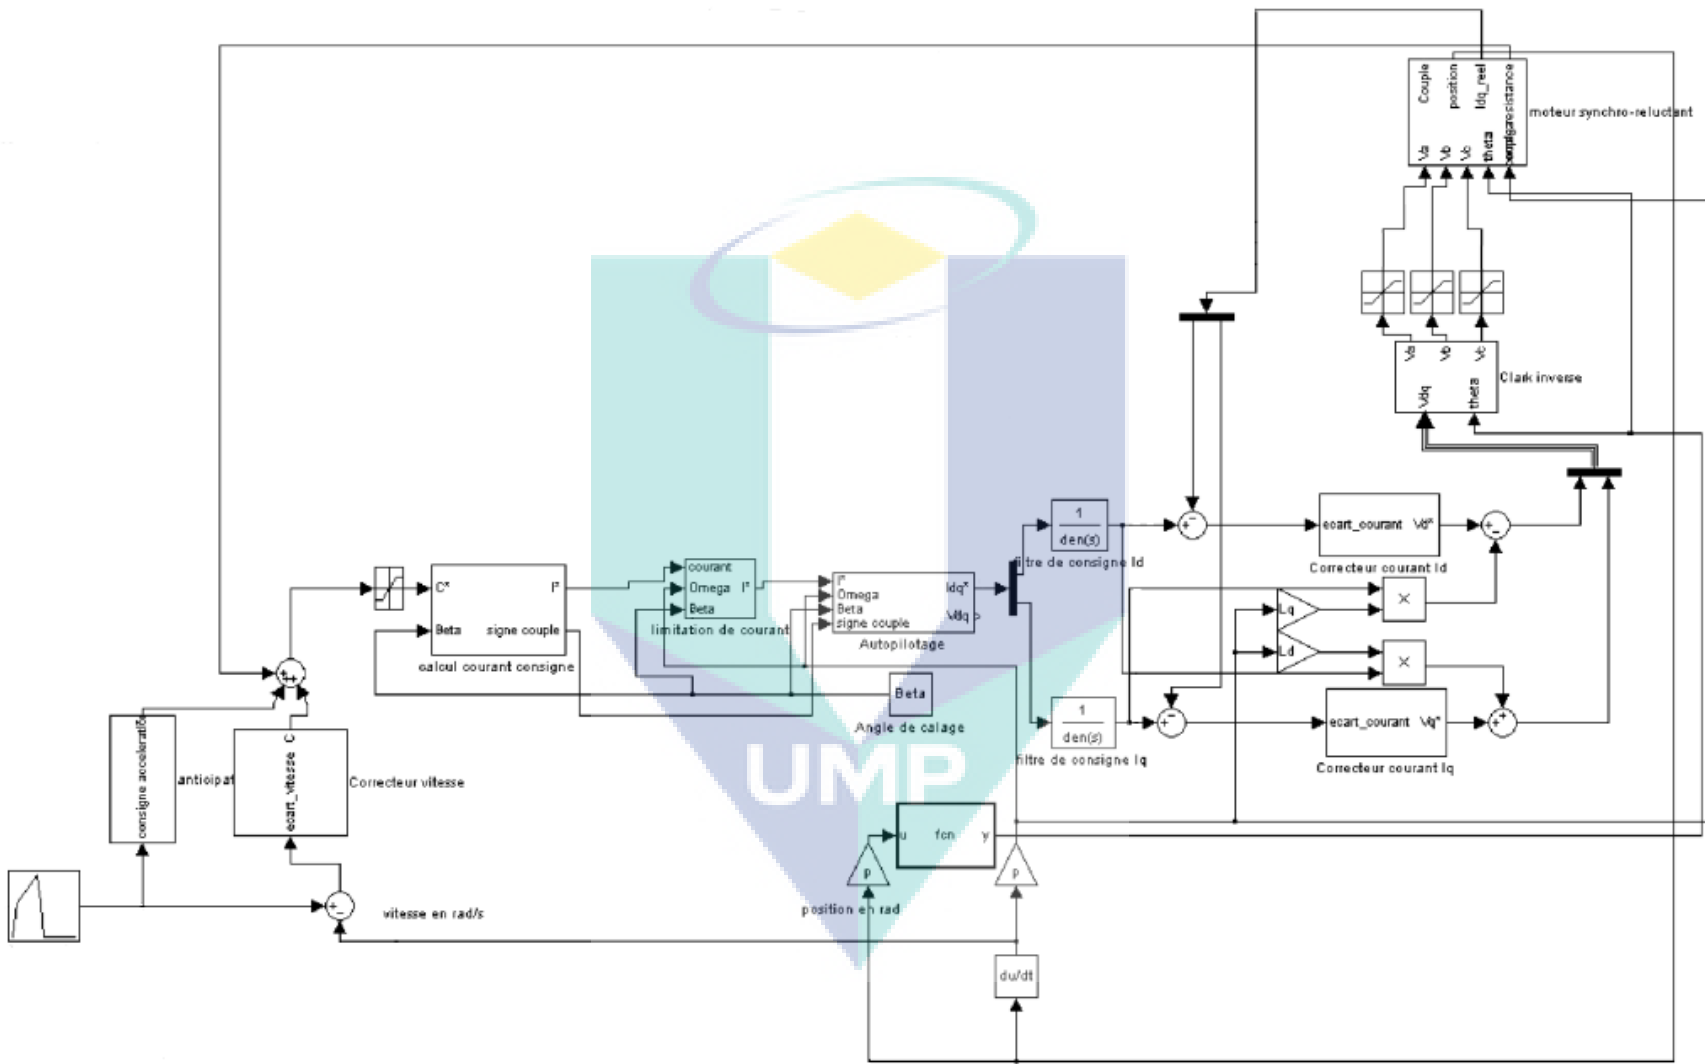 Couple
position
Idq_reel
Va
Vb
Vc
theta
moteur synchro-reluctant
Va
Vb
Vc
Vdq
theta
Clark inverse
1
den(s)
filtre de consigne Id
+ -
ecart_courant Vd*
Correcteur courant Id
+ -
C*
I*
Beta
signe couple
calcul courant consigne
courant
Omega I*
Beta
limitation de courant
I*
Omega
Beta
signe couple
Idq*
Vdq
Autopilotage
Lq
×
Ld
×
Beta
Angle de calage
1
den(s)
filtre de consigne Iq
+ -
ecart_courant Vq*
Correcteur courant Iq
+ +
+ +
consigne acceleration
anticipat
ecart_vitesse C
Correcteur vitesse
UMP
u fcn y
p
p
position en rad
+ -
vitesse en rad/s
du/dt